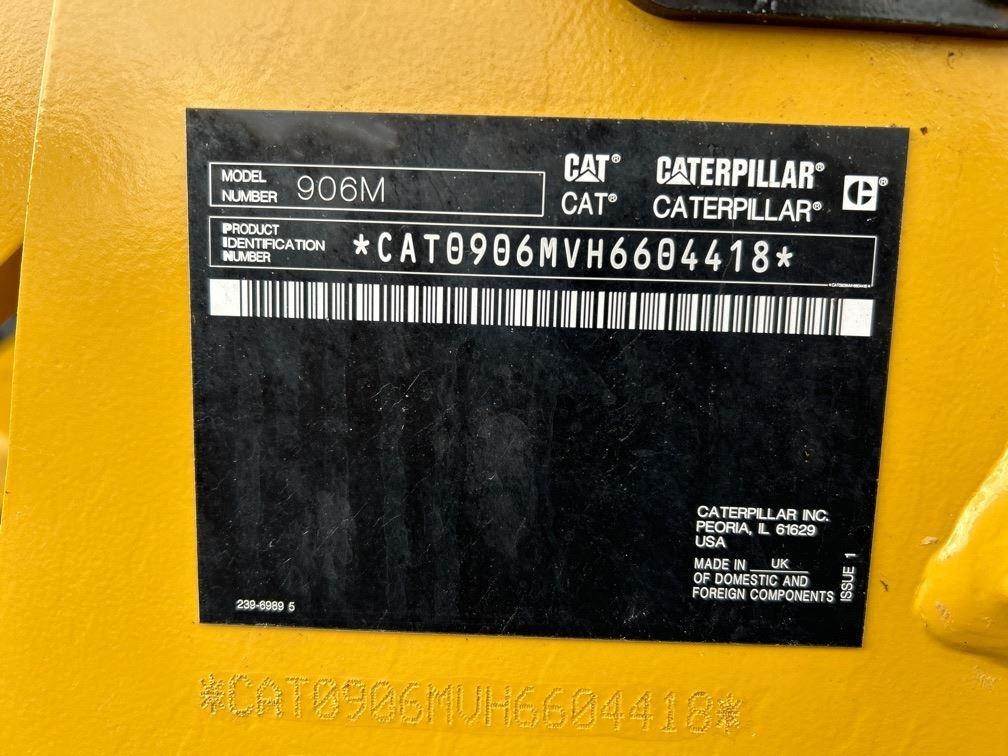 MODEL NUMBER 906M
CAT® CATERPILLAR®
CAT® CATERPILLAR®
C®
PRODUCT IDENTIFICATION NUMBER *CAT0906MVH6604418*
*CAT0906MVH6604418*
CATERPILLAR INC.
PEORIA, IL 61629
USA
MADE IN UK
OF DOMESTIC AND
FOREIGN COMPONENTS
ISSUE 1
239-6989 5
*CAT0906MVH6604418*